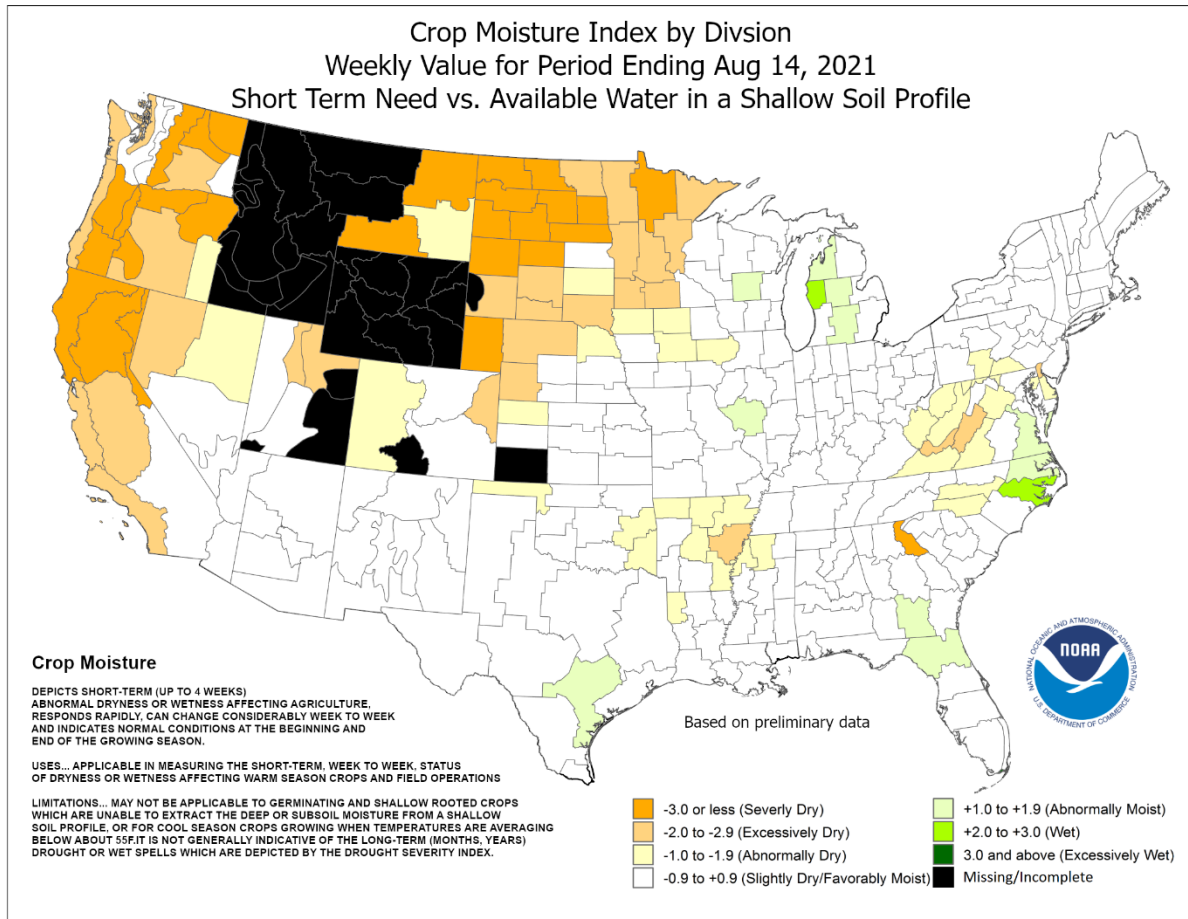 Crop Moisture Index by Divsion
Weekly Value for Period Ending Aug 14, 2021
Short Term Need vs. Available Water in a Shallow Soil Profile
Crop Moisture
DEPICTS SHORT-TERM (UP TO 4 WEEKS)
ABNORMAL DRYNESS OR WETNESS AFFECTING AGRICULTURE,
RESPONDS RAPIDLY, CAN CHANGE CONSIDERABLY WEEK TO WEEK
AND INDICATES NORMAL CONDITIONS AT THE BEGINNING AND
END OF THE GROWING SEASON.
USES... APPLICABLE IN MEASURING THE SHORT-TERM, WEEK TO WEEK, STATUS
OF DRYNESS OR WETNESS AFFECTING WARM SEASON CROPS AND FIELD OPERATIONS
LIMITATIONS... MAY NOT BE APPLICABLE TO GERMINATING AND SHALLOW ROOTED CROPS
WHICH ARE UNABLE TO EXTRACT THE DEEP OR SUBSOIL MOISTURE FROM A SHALLOW
SOIL PROFILE, OR FOR COOL SEASON CROPS GROWING WHEN TEMPERATURES ARE AVERAGING
BELOW ABOUT 55F.IT IS NOT GENERALLY INDICATIVE OF THE LONG-TERM (MONTHS, YEARS)
DROUGHT OR WET SPELLS WHICH ARE DEPICTED BY THE DROUGHT SEVERITY INDEX.
Based on preliminary data
NATIONAL OCEANIC AND ATMOSPHERIC ADMINISTRATION
NOAA
U.S. DEPARTMENT OF COMMERCE
-3.0 or less (Severly Dry)
-2.0 to -2.9 (Excessively Dry)
-1.0 to -1.9 (Abnormally Dry)
-0.9 to +0.9 (Slightly Dry/Favorably Moist)
+1.0 to +1.9 (Abnormally Moist)
+2.0 to +3.0 (Wet)
3.0 and above (Excessively Wet)
Missing/Incomplete